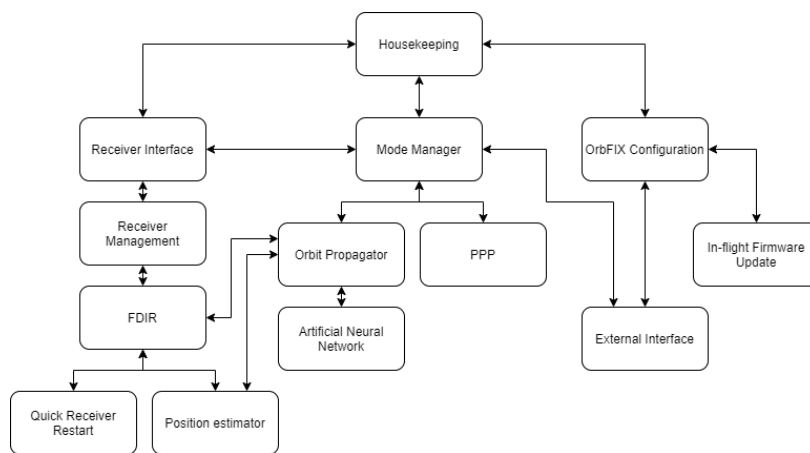 Housekeeping
Receiver Interface
Mode Manager
OrbFIX Configuration
Receiver
Management
Orbit Propagator
PPP
In-flight Firmware
Update
FDIR
Artificial Neural
Network
External Interface
Quick Receiver
Restart
Position estimator